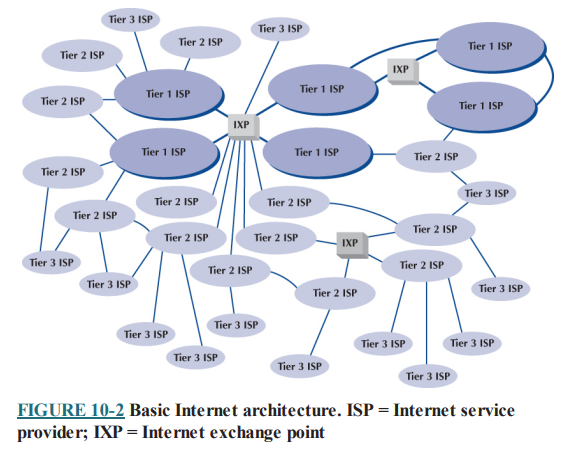 Tier 3 ISP
Tier 3 ISP
Tier 2 ISP
Tier 2 ISP
Tier 1 ISP
Tier 2 ISP
IXP
Tier 1 ISP
Tier 1 ISP
Tier 2 ISP
Tier 1 ISP
IXP
Tier 1 ISP
Tier 1 ISP
Tier 2 ISP
Tier 2 ISP
Tier 3 ISP
Tier 2 ISP
Tier 2 ISP
Tier 2 ISP
Tier 2 ISP
Tier 2 ISP
Tier 2 ISP
IXP
Tier 2 ISP
Tier 3 ISP
Tier 2 ISP
Tier 2 ISP
Tier 3 ISP
Tier 2 ISP
Tier 3 ISP
Tier 3 ISP
Tier 3 ISP
Tier 3 ISP
Tier 3 ISP
Tier 3 ISP
Tier 3 ISP
Tier 3 ISP
Tier 3 ISP
FIGURE 10-2 Basic Internet architecture. ISP = Internet service
provider; IXP = Internet exchange point